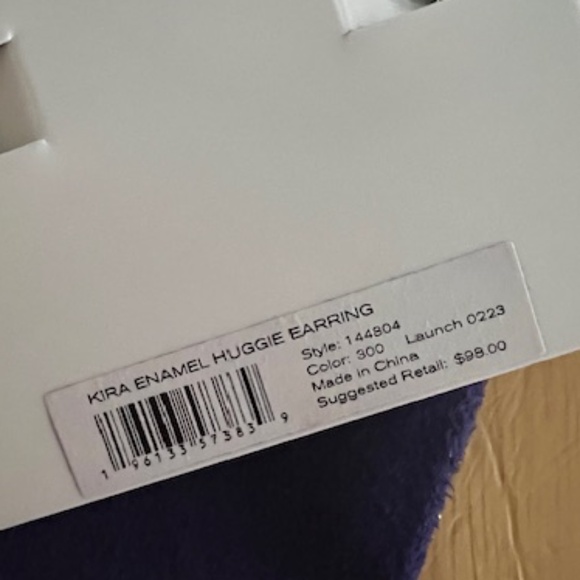 KIRA ENAMEL HUGGIE EARRING
Style: 144804
Color: 300 Launch 0223
Made in China
Suggested Retail: $98.00
1 96133 57383 9